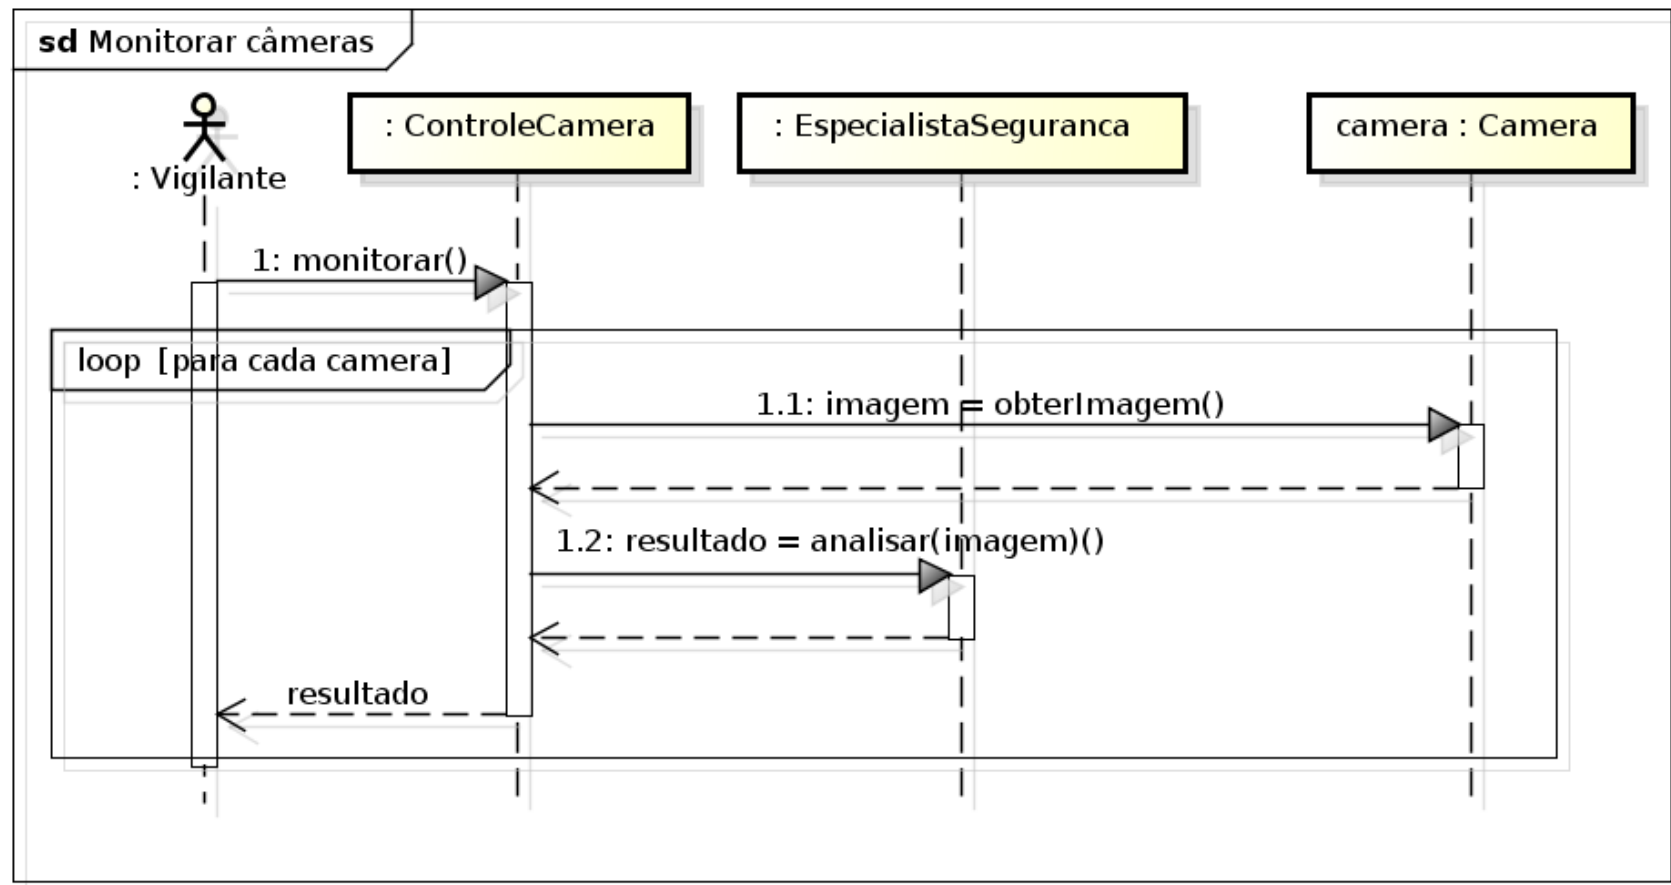 sd Monitorar câmeras
: Vigilante
: ControleCamera
: EspecialistaSeguranca
camera : Camera
1: monitorar()
loop [para cada camera]
1.1: imagem = obterImagem()
1.2: resultado = analisar(imagem)()
resultado